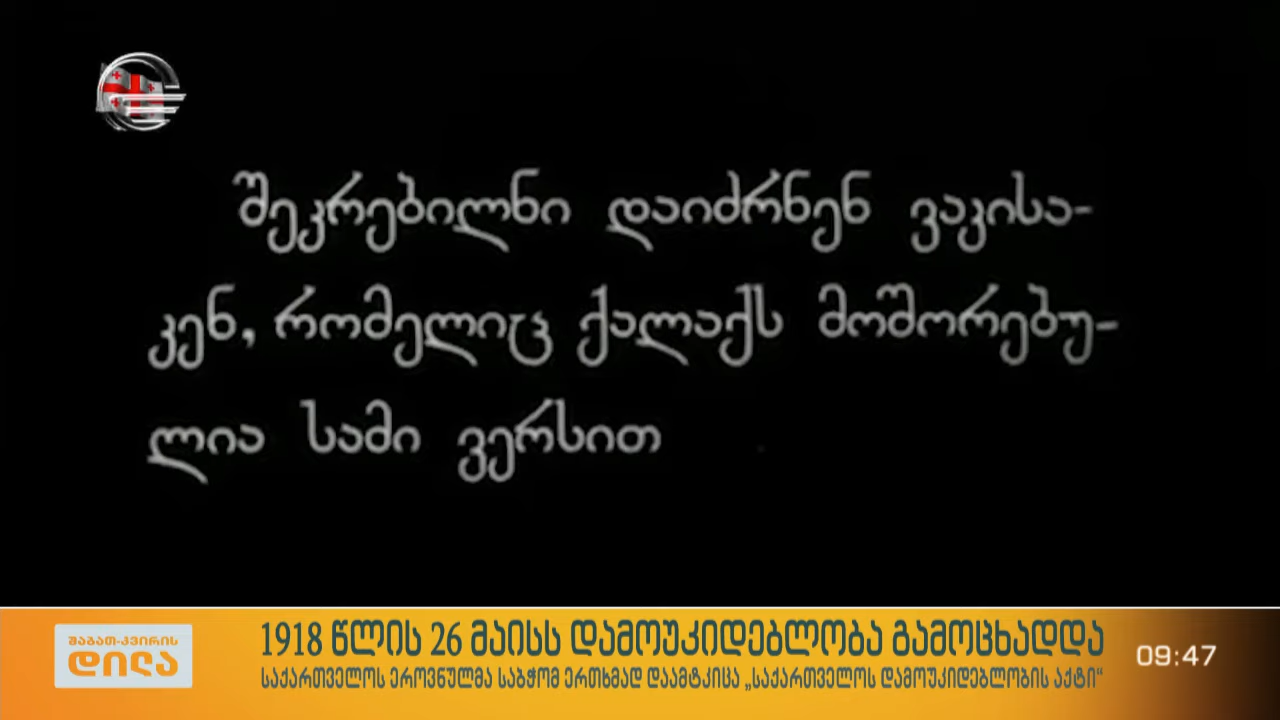 შეკრებილნი დაიძრნენ ვაკისა-
კენ, რომელიც ქალაქს მოშორებუ-
ლია სამი ვერსით
შაბათ-კვირის
დილა
1918 წლის 26 მაისს დამოუკიდებლობა გამოცხადდა
საქართველოს ეროვნულმა საბჭომ ერთხმად დაამტკიცა „საქართველოს დამოუკიდებლობის აქტი“
09:47